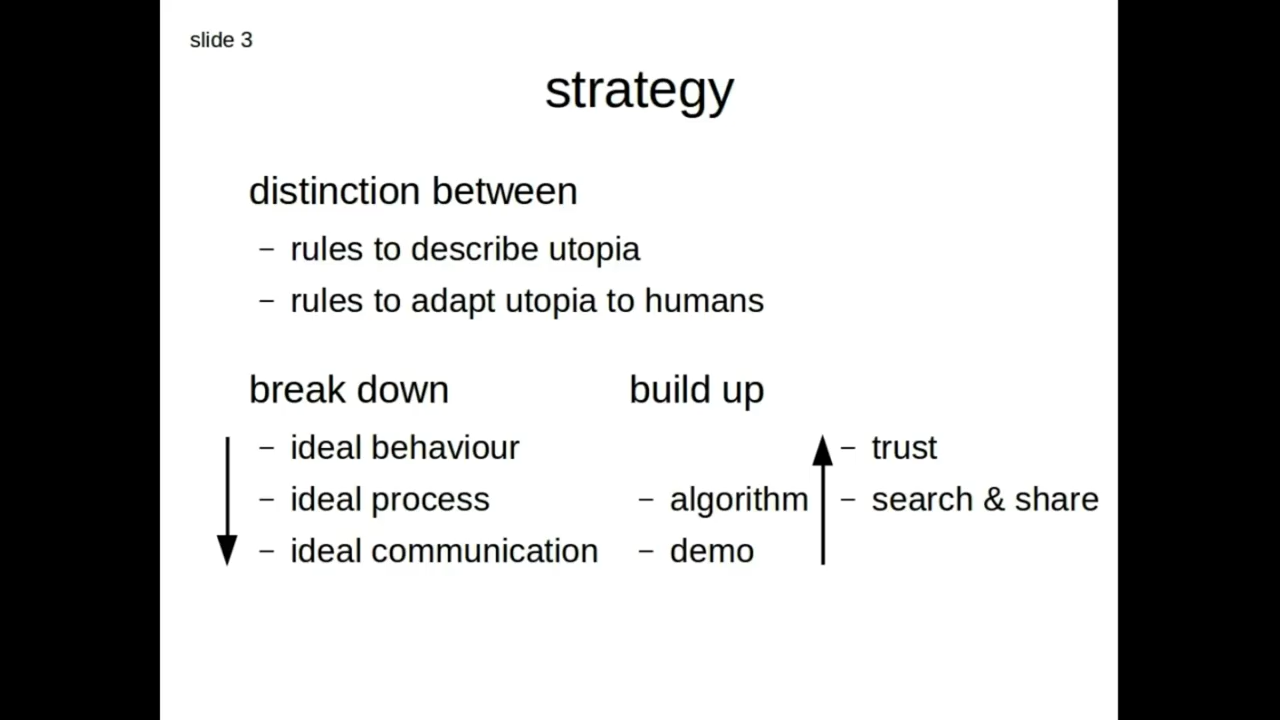 slide 3
strategy
distinction between
– rules to describe utopia
– rules to adapt utopia to humans
break down
– ideal behaviour
– ideal process
– ideal communication
build up
– algorithm
– demo
– trust
– search & share